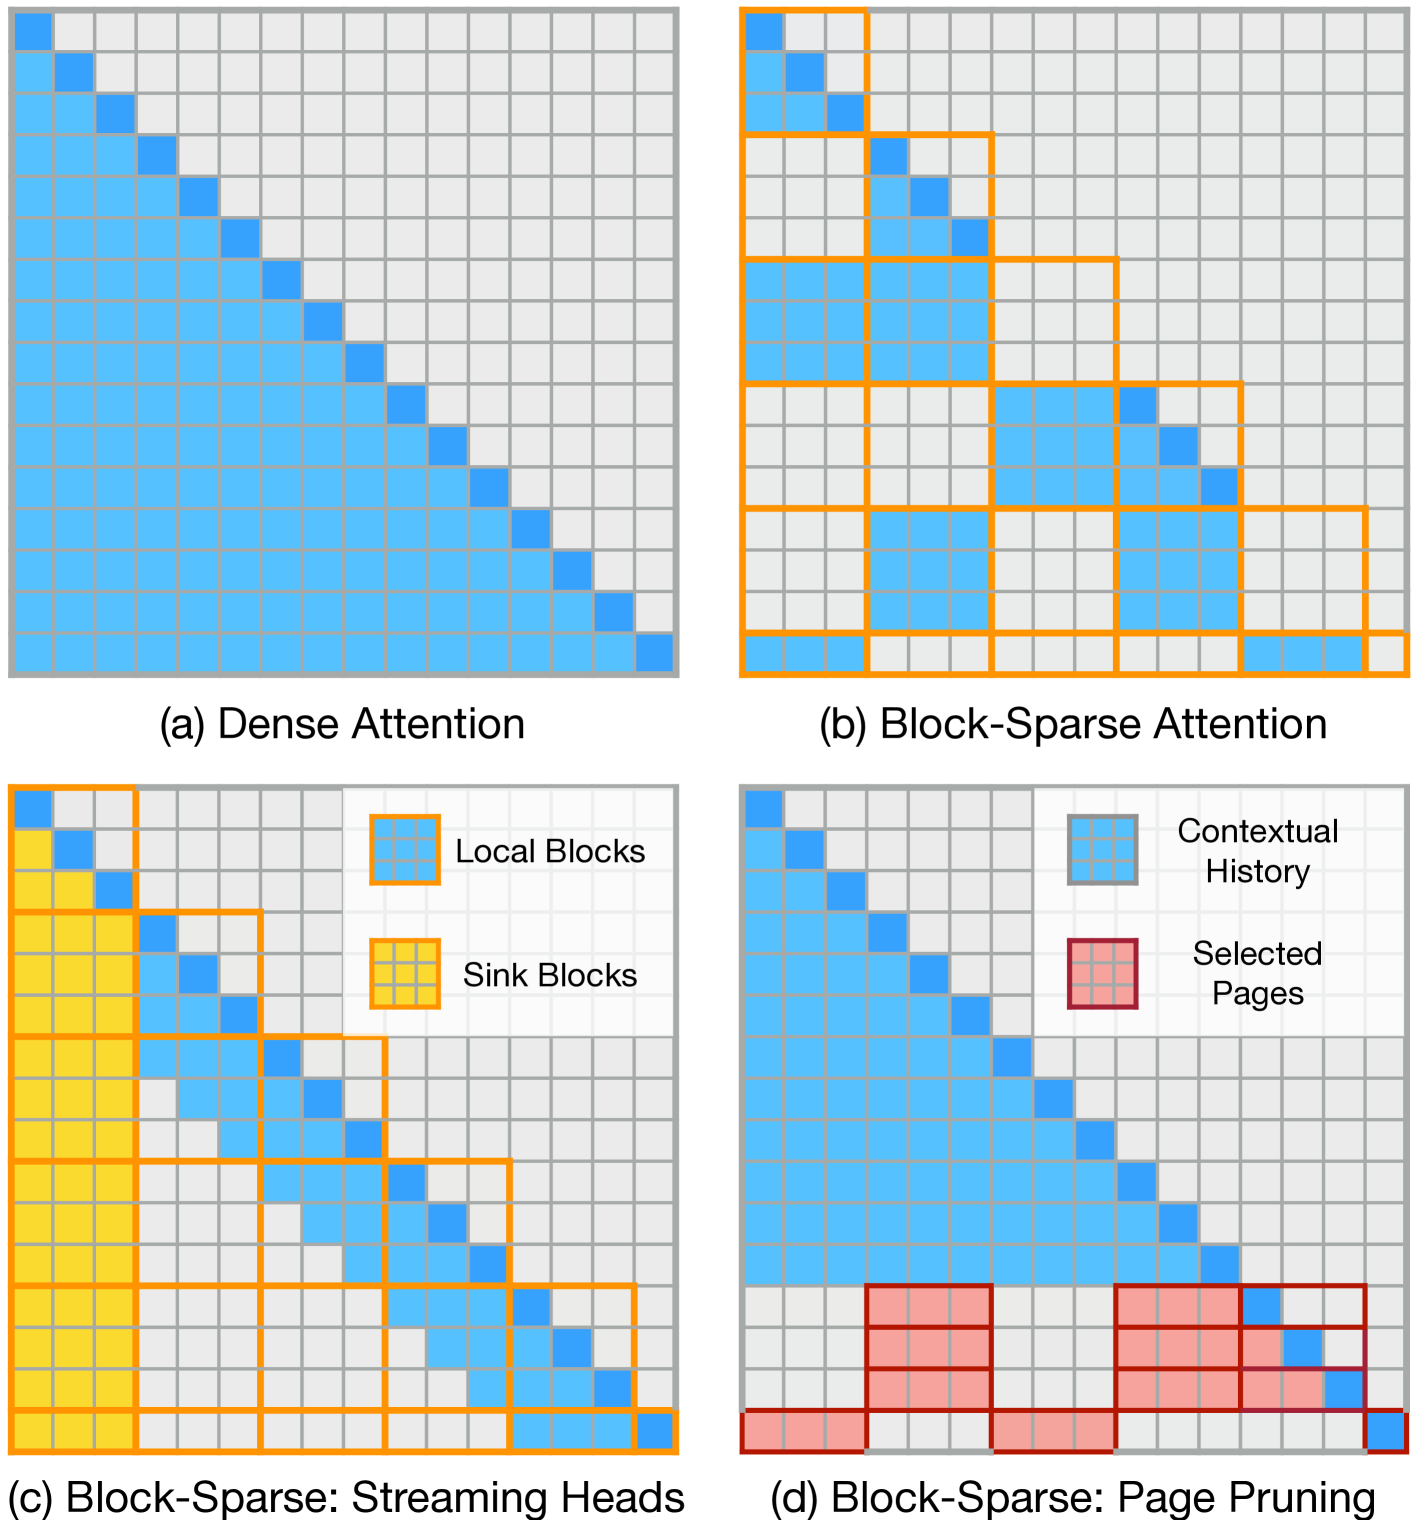 (a) Dense Attention
(b) Block-Sparse Attention
Local Blocks
Sink Blocks
(c) Block-Sparse: Streaming Heads
Contextual
History
Selected
Pages
(d) Block-Sparse: Page Pruning